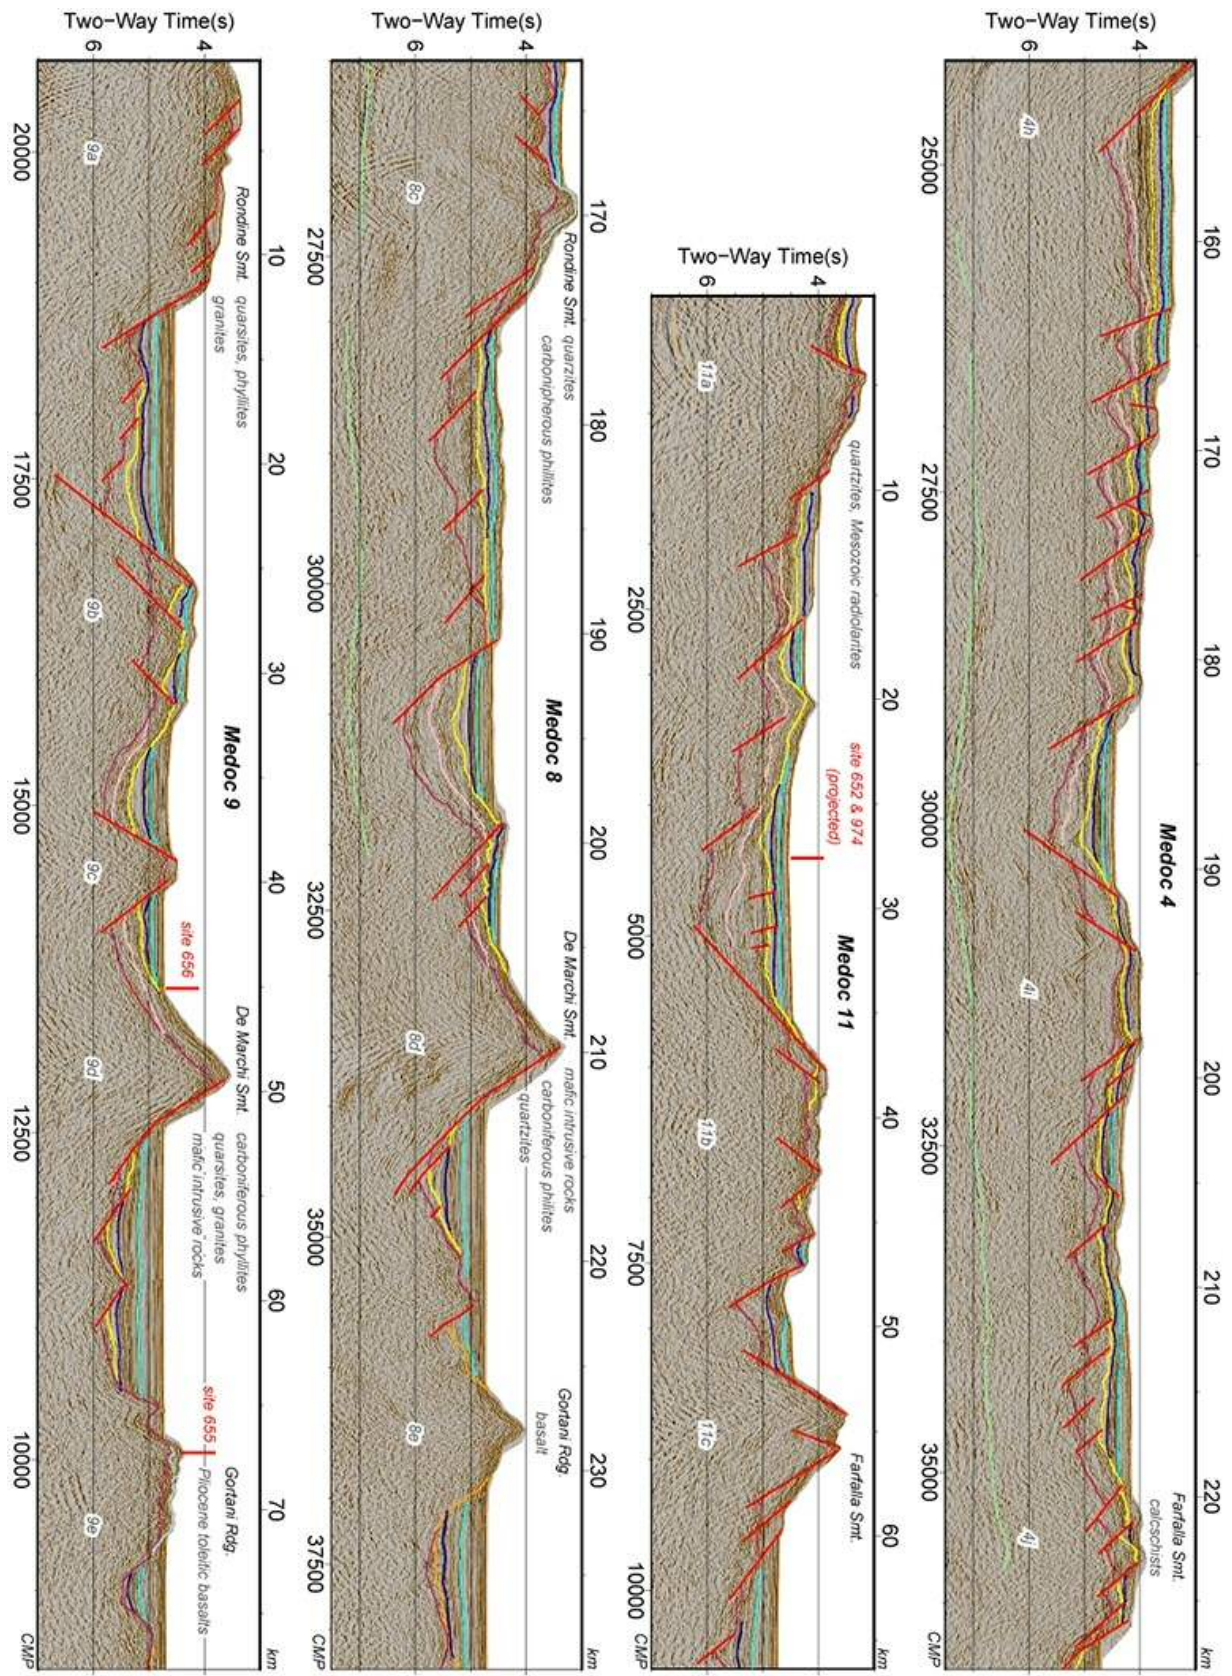 160 170 180 190 200 210 220 km
Medoc 4
Farfalla Smt.
calcschists
Two-Way Time(s)
4
6
4h 4i 4j
25000 27500 30000 32500 35000 CMP
10 20 30 40 50 60 km
Medoc 11
site 652 & 974
(projected)
quartzites, Mesozoic radiolarites
Farfalla Smt.
Two-Way Time(s)
4
6
11a 11b 11c
2500 5000 7500 10000 CMP
170 180 190 200 210 220 230 km
Medoc 8
Rondine Smt. quarzites
carbonipherous phillites
De Marchi Smt. mafic intrusive rocks
carboniferous philites
quartzites
Gortani Rdg.
basalt
Two-Way Time(s)
4
6
8c 8d 8e
27500 30000 32500 35000 37500 CMP
10 20 30 40 50 60 70 km
Medoc 9
Rondine Smt. quarsites, phyllites
granites
site 656
De Marchi Smt. carboniferous phyllites
quarsites, granites
mafic intrusive rocks
site 655
Gortani Rdg.
Pliocene toleitic basalts
Two-Way Time(s)
4
6
9a 9b 9c 9d 9e
20000 17500 15000 12500 10000 CMP